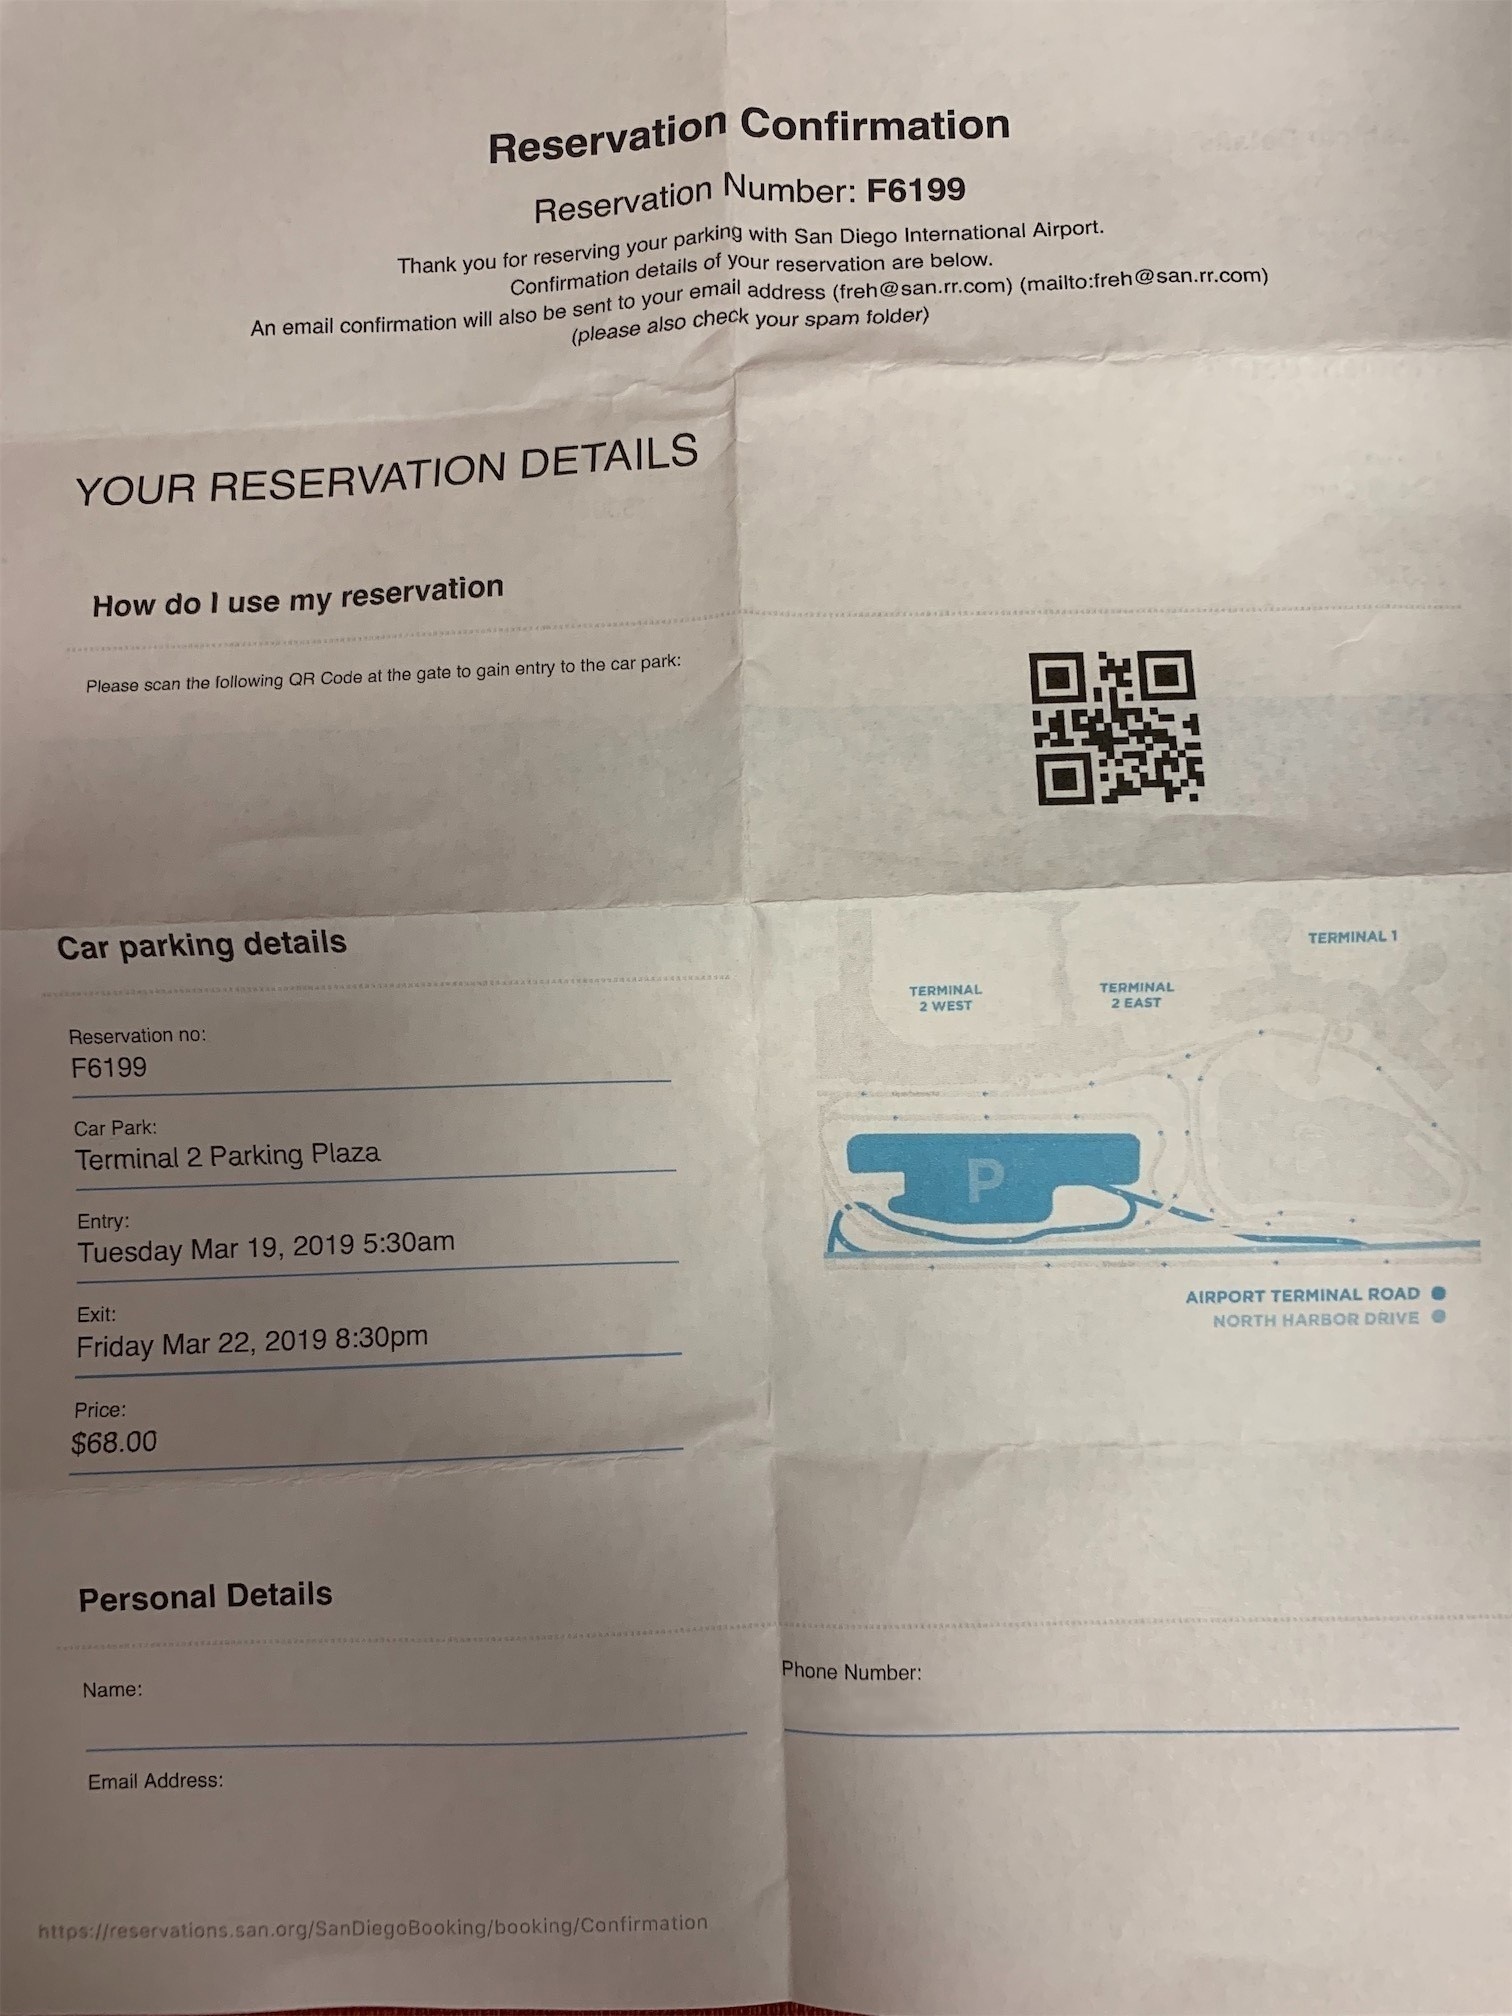 Reservation Confirmation
Reservation Number: F6199
Thank you for reserving your parking with San Diego International Airport.
Confirmation details of your reservation are below.
An email confirmation will also be sent to your email address (freh@san.rr.com) (mailto:freh@san.rr.com)
(please also check your spam folder)
YOUR RESERVATION DETAILS
How do I use my reservation
Please scan the following QR Code at the gate to gain entry to the car park:
Car parking details
Reservation no:
F6199
Car Park:
Terminal 2 Parking Plaza
Entry:
Tuesday Mar 19, 2019 5:30am
Exit:
Friday Mar 22, 2019 8:30pm
Price:
$68.00
TERMINAL 1
TERMINAL
2 WEST
TERMINAL
2 EAST
P
AIRPORT TERMINAL ROAD
NORTH HARBOR DRIVE
Personal Details
Name:
Phone Number:
Email Address:
https://reservations.san.org/SanDiegoBooking/booking/Confirmation